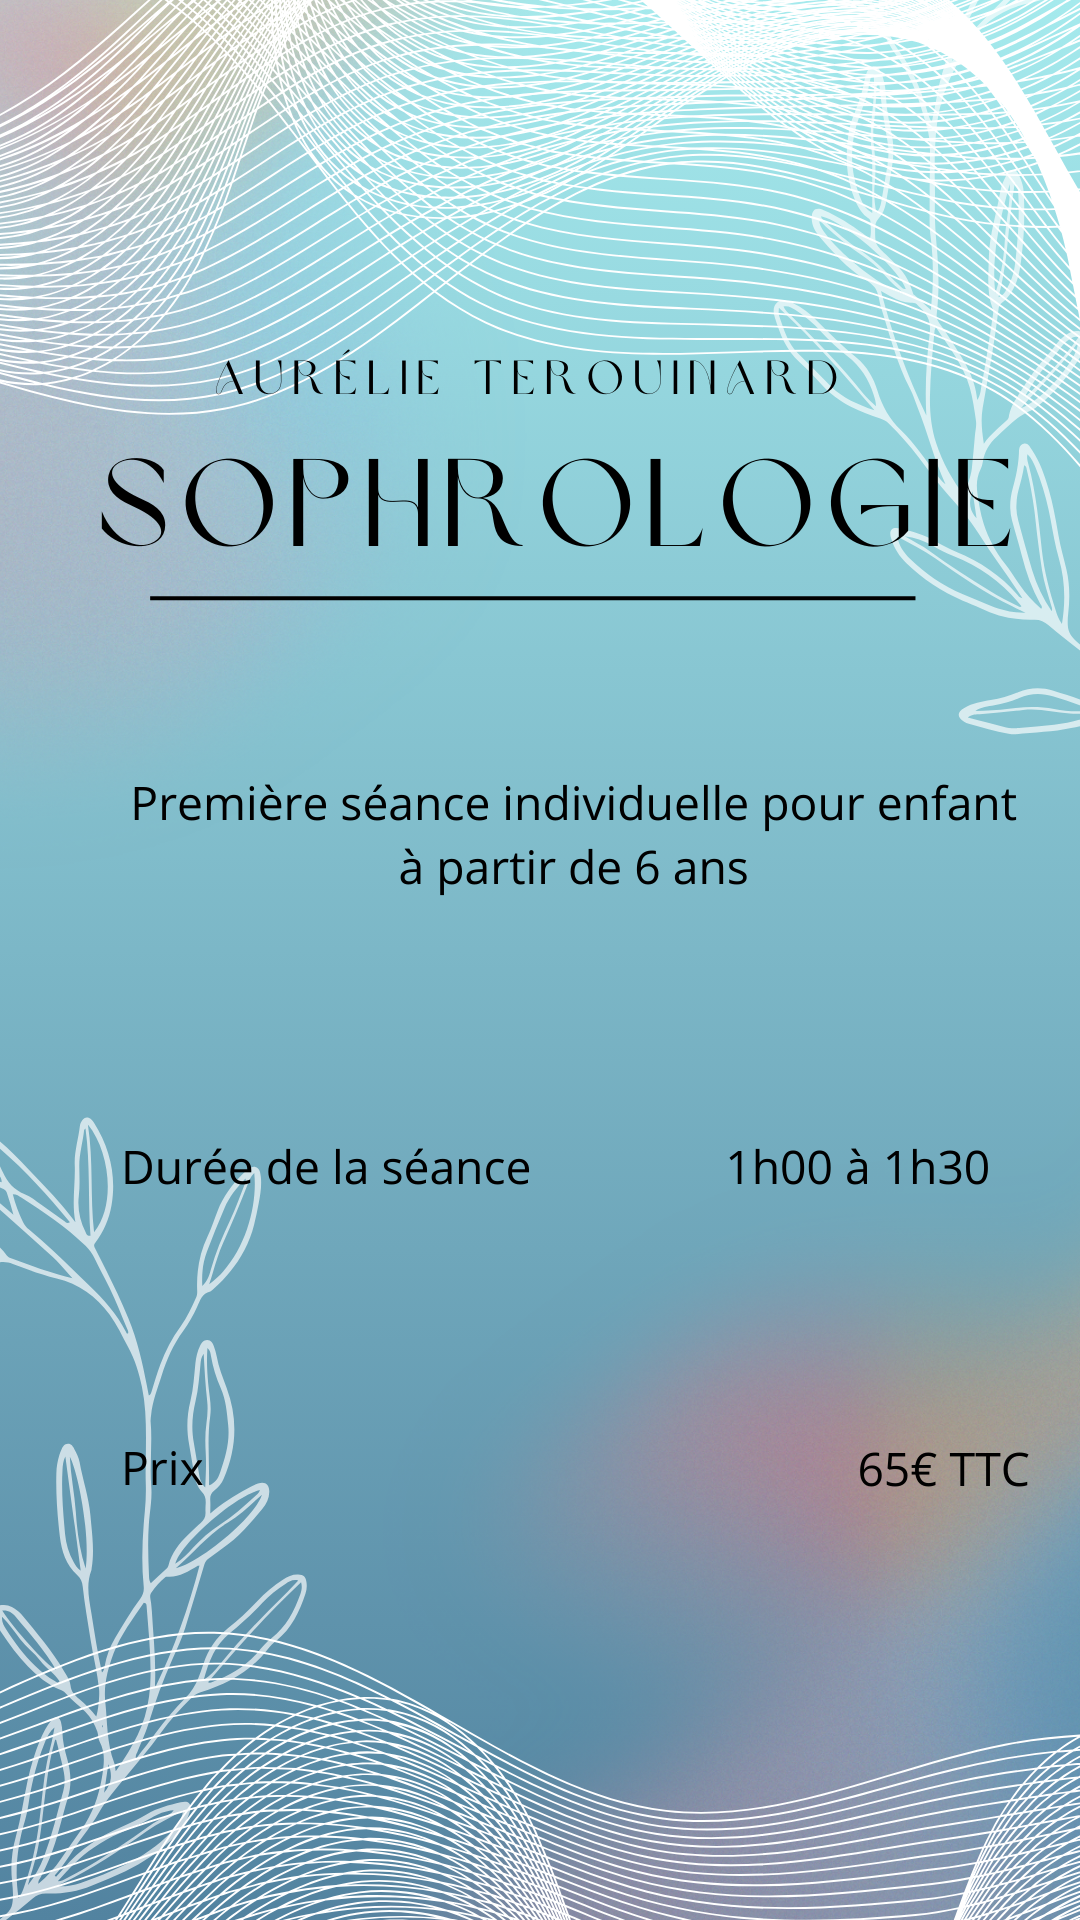 AURÉLIE TEROUINARD
SOPHROLOGIE
Première séance individuelle pour enfant
à partir de 6 ans
Durée de la séance 1h00 à 1h30
Prix 65€ TTC